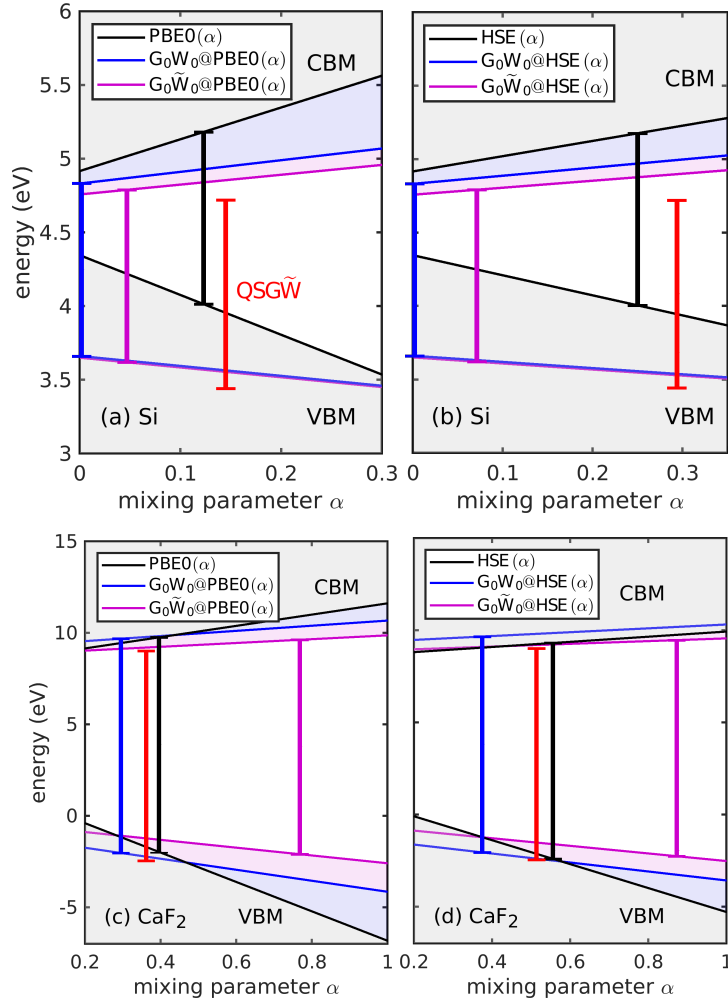 6
PBE0(α)
G₀W₀@PBE0(α)
G₀W̃₀@PBE0(α)
CBM
5.5
5
4.5
4
3.5
3
energy (eV)
QSGW̃
(a) Si
VBM
0
0.1
0.2
0.3
mixing parameter α
HSE(α)
G₀W₀@HSE(α)
G₀W̃₀@HSE(α)
CBM
(b) Si
VBM
0
0.1
0.2
0.3
mixing parameter α
15
PBE0(α)
G₀W₀@PBE0(α)
G₀W̃₀@PBE0(α)
CBM
10
5
0
-5
energy (eV)
(c) CaF₂
VBM
0.2
0.4
0.6
0.8
1
mixing parameter α
HSE(α)
G₀W₀@HSE(α)
G₀W̃₀@HSE(α)
CBM
(d) CaF₂
VBM
0.2
0.4
0.6
0.8
1
mixing parameter α